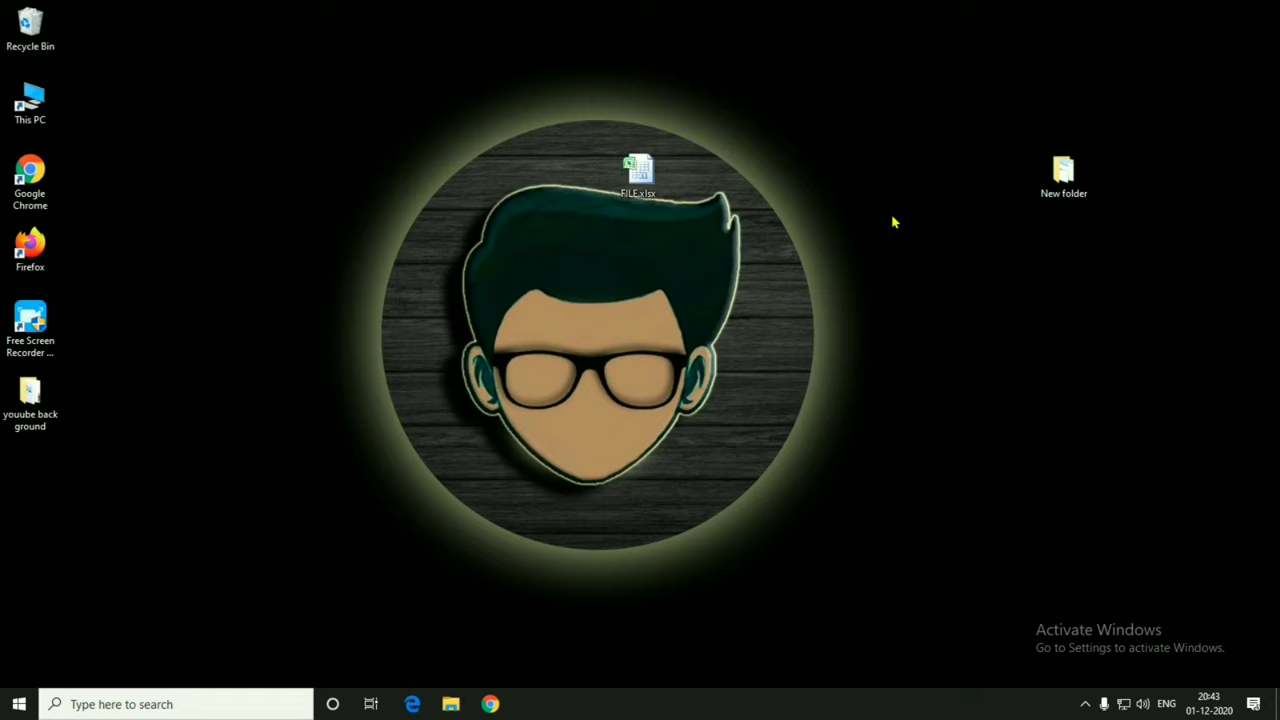 Recycle Bin
This PC
Google
Chrome
Firefox
Free Screen
Recorder ...
youube back
ground
FILE.xlsx
New folder
Activate Windows
Go to Settings to activate Windows.
Type here to search
ENG
20:43
01-12-2020